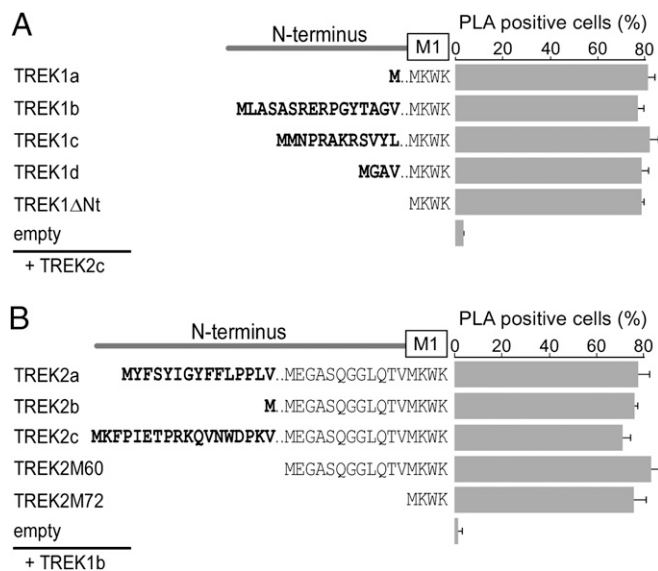 A
N-terminus M1 PLA positive cells (%)
0 20 40 60 80
TREK1a M..MKWK
TREK1b MLASASRERPGYTAGV..MKWK
TREK1c MMNPRAKRSVYL..MKWK
TREK1d MGAV..MKWK
TREK1ΔNt MKWK
empty
+ TREK2c
B
N-terminus M1 PLA positive cells (%)
0 20 40 60 80
TREK2a MYFSYIGYFFLPPLV..MEGASQGGLQTVMKWK
TREK2b M..MEGASQGGLQTVMKWK
TREK2c MKFPIETPRKQVNWDPKV..MEGASQGGLQTVMKWK
TREK2M60 MEGASQGGLQTVMKWK
TREK2M72 MKWK
empty
+ TREK1b